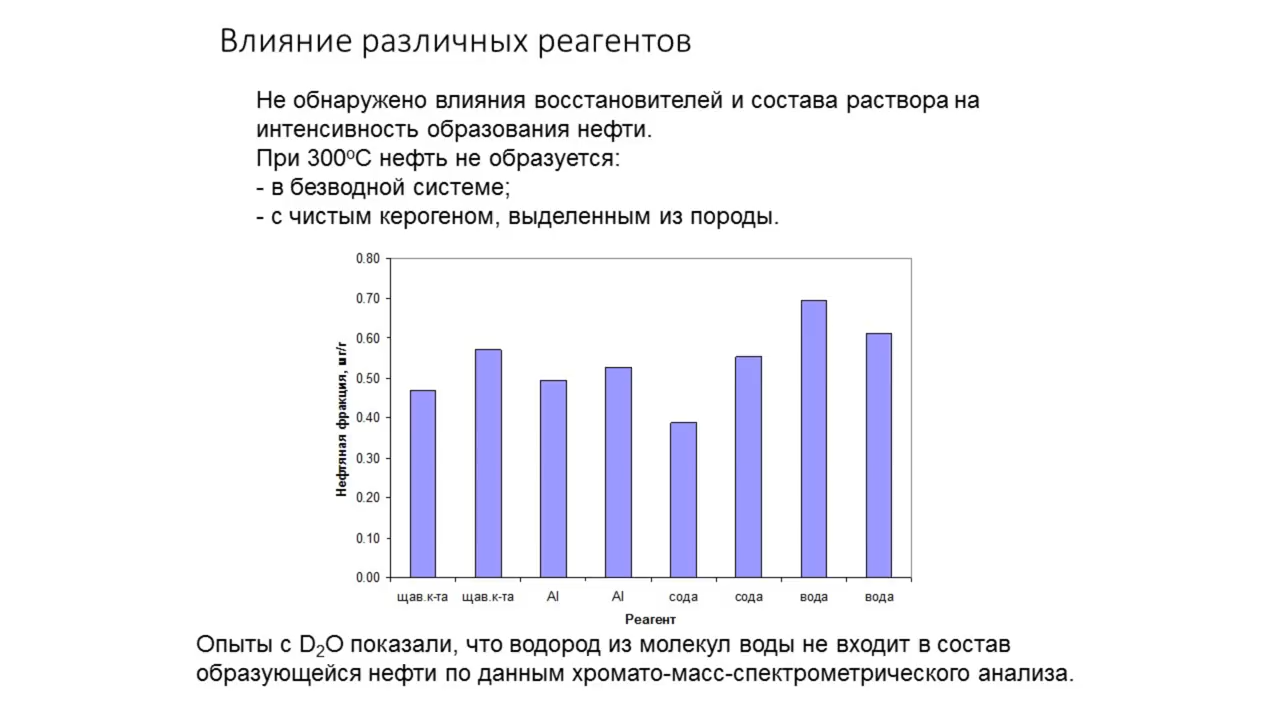 Влияние различных реагентов
Не обнаружено влияния восстановителей и состава раствора на
интенсивность образования нефти.
При 300ºС нефть не образуется:
- в безводной системе;
- с чистым керогеном, выделенным из породы.
0.80
0.70
0.60
0.50
0.40
0.30
0.20
0.10
0.00
Нефтяная фракция, мг/г
щав.к-та щав.к-та Al Al сода сода вода вода
Реагент
Опыты с D₂O показали, что водород из молекул воды не входит в состав
образующейся нефти по данным хромато-масс-спектрометрического анализа.